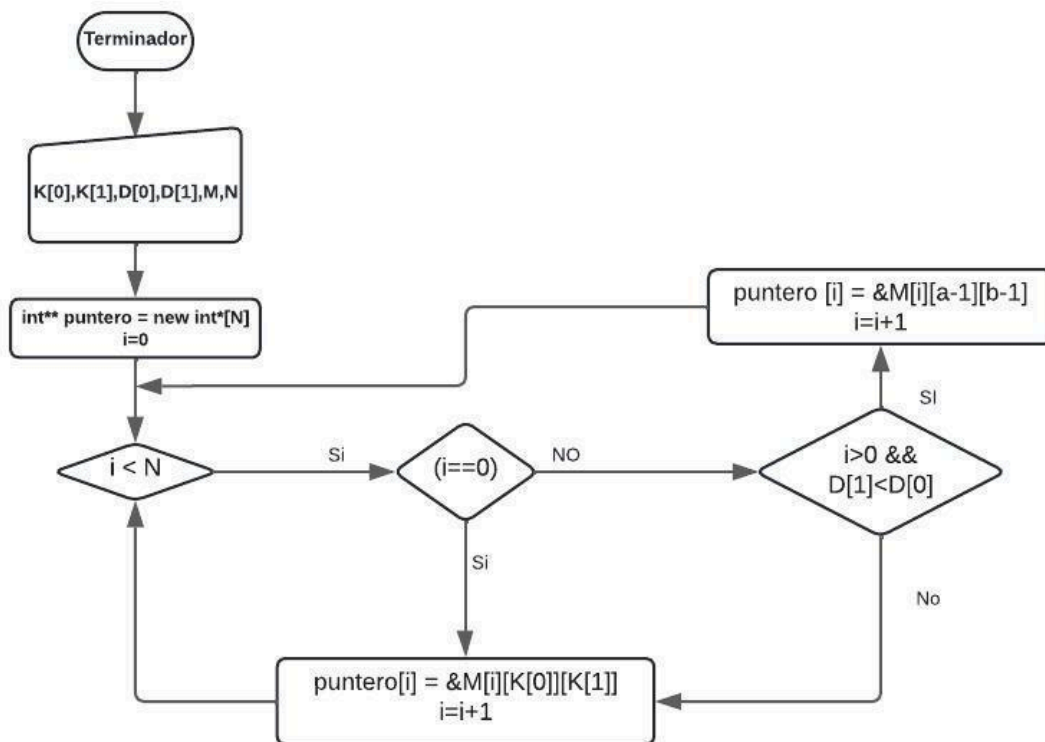 Terminador
K[0],K[1],D[0],D[1],M,N
int** puntero = new int*[N]
i=0
i < N
Si
(i==0)
NO
i>0 &&
D[1]<D[0]
SI
puntero [i] = &M[i][a-1][b-1]
i=i+1
Si
No
puntero[i] = &M[i][K[0]][K[1]]
i=i+1